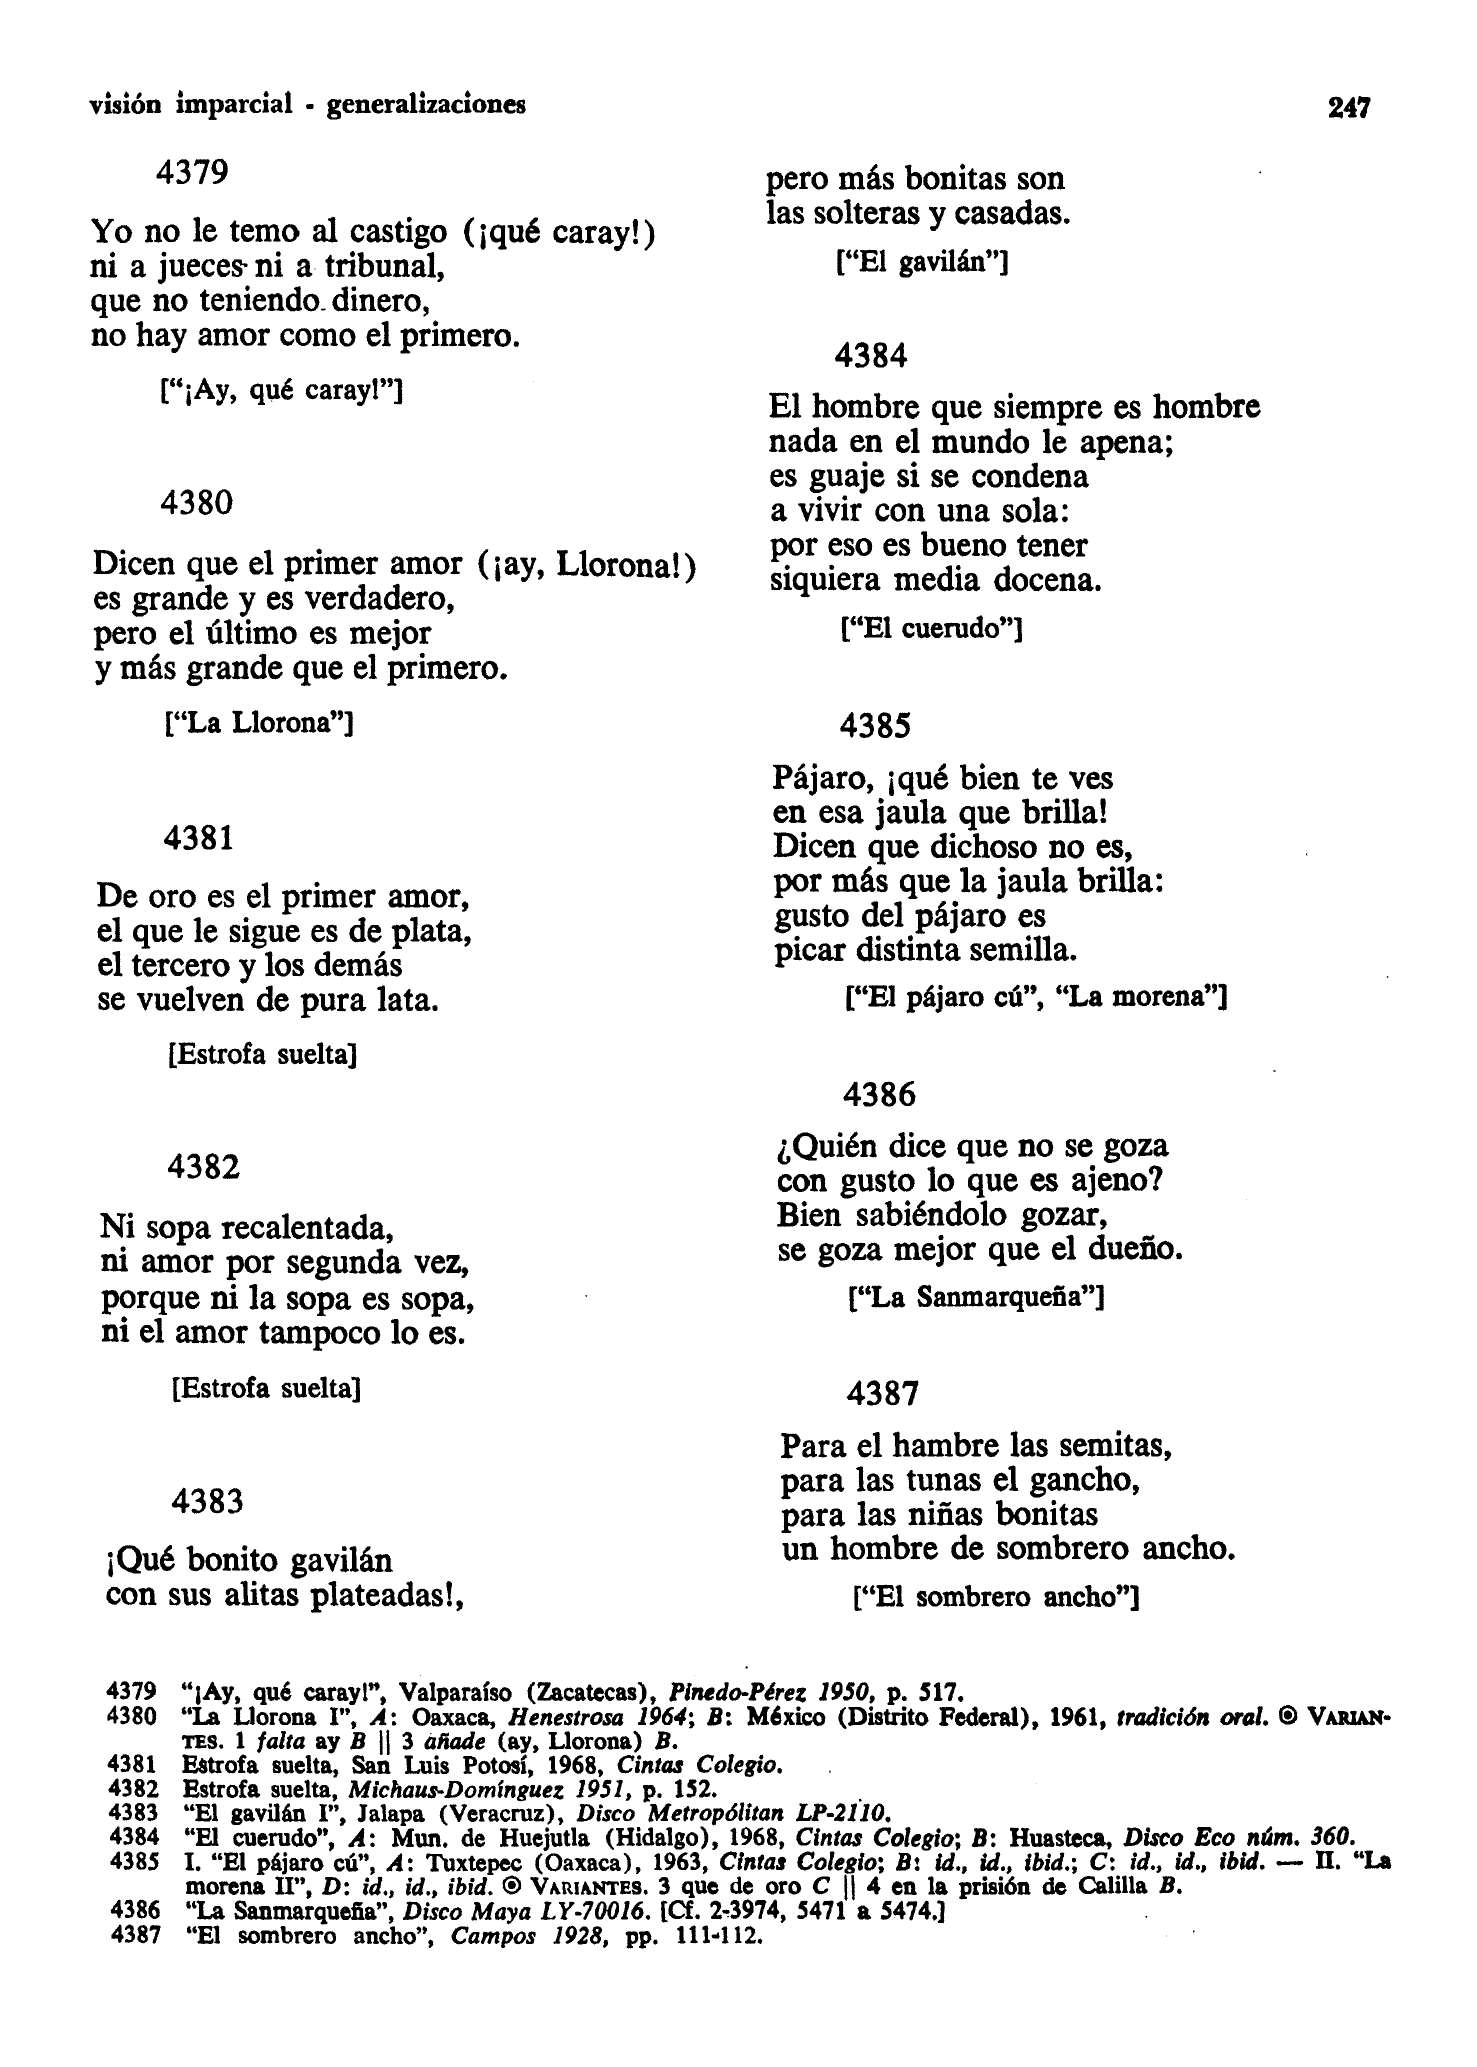 visión imparcial - generalizaciones 247
4379
Yo no le temo al castigo (¡qué caray!)
ni a jueces ni a tribunal,
que no teniendo dinero,
no hay amor como el primero.
[“¡Ay, qué caray!”]
4380
Dicen que el primer amor (¡ay, Llorona!)
es grande y es verdadero,
pero el último es mejor
y más grande que el primero.
[“La Llorona”]
4381
De oro es el primer amor,
el que le sigue es de plata,
el tercero y los demás
se vuelven de pura lata.
[Estrofa suelta]
4382
Ni sopa recalentada,
ni amor por segunda vez,
porque ni la sopa es sopa,
ni el amor tampoco lo es.
[Estrofa suelta]
4383
¡Qué bonito gavilán
con sus alitas plateadas!,
pero más bonitas son
las solteras y casadas.
[“El gavilán”]
4384
El hombre que siempre es hombre
nada en el mundo le apena;
es guaje si se condena
a vivir con una sola:
por eso es bueno tener
siquiera media docena.
[“El cuerudo”]
4385
Pájaro, ¡qué bien te ves
en esa jaula que brilla!
Dicen que dichoso no es,
por más que la jaula brilla:
gusto del pájaro es
picar distinta semilla.
[“El pájaro cú”, “La morena”]
4386
¿Quién dice que no se goza
con gusto lo que es ajeno?
Bien sabiéndolo gozar,
se goza mejor que el dueño.
[“La Sanmarqueña”]
4387
Para el hambre las semitas,
para las tunas el gancho,
para las niñas bonitas
un hombre de sombrero ancho.
[“El sombrero ancho”]
4379 “¡Ay, qué caray!”, Valparaíso (Zacatecas), Pinedo-Pérez 1950, p. 517.
4380 “La Llorona I”, A: Oaxaca, Henestrosa 1964; B: México (Distrito Federal), 1961, tradición oral. ⊚ VARIAN-
TES. 1 falta ay B || 3 añade (ay, Llorona) B.
4381 Estrofa suelta, San Luis Potosí, 1968, Cintas Colegio.
4382 Estrofa suelta, Michaus-Domínguez 1951, p. 152.
4383 “El gavilán I”, Jalapa (Veracruz), Disco Metropólitan LP-2110.
4384 “El cuerudo”, A: Mun. de Huejutla (Hidalgo), 1968, Cintas Colegio; B: Huasteca, Disco Eco núm. 360.
4385 I. “El pájaro cú”, A: Tuxtepec (Oaxaca), 1963, Cintas Colegio; B: id., id., ibid.; C: id., id., ibid. — II. “La
morena II”, D: id., id., ibid. ⊚ VARIANTES. 3 que de oro C || 4 en la prisión de Calilla B.
4386 “La Sanmarqueña”, Disco Maya LY-70016. [Cf. 2-3974, 5471 a 5474.]
4387 “El sombrero ancho”, Campos 1928, pp. 111-112.